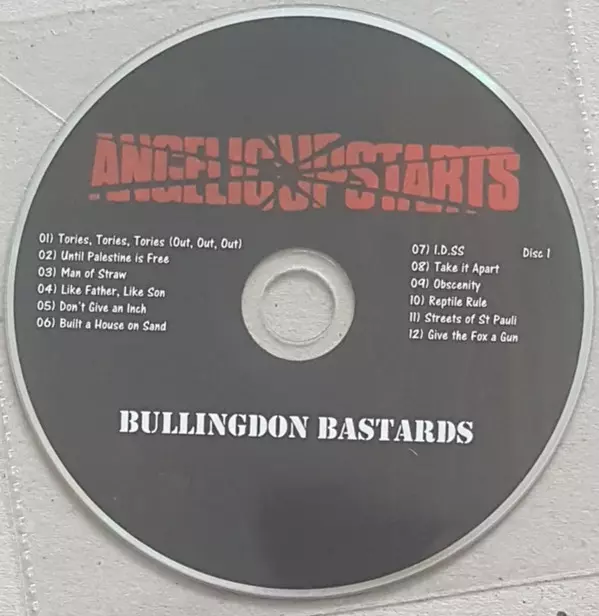 ANGELIC UPSTARTS
01) Tories, Tories, Tories (Out, Out, Out)
02) Until Palestine is Free
03) Man of Straw
04) Like Father, Like Son
05) Don't Give an Inch
06) Built a House on Sand
07) I.D.SS Disc 1
08) Take it Apart
09) Obscenity
10) Reptile Rule
11) Streets of St Pauli
12) Give the Fox a Gun
BULLINGDON BASTARDS